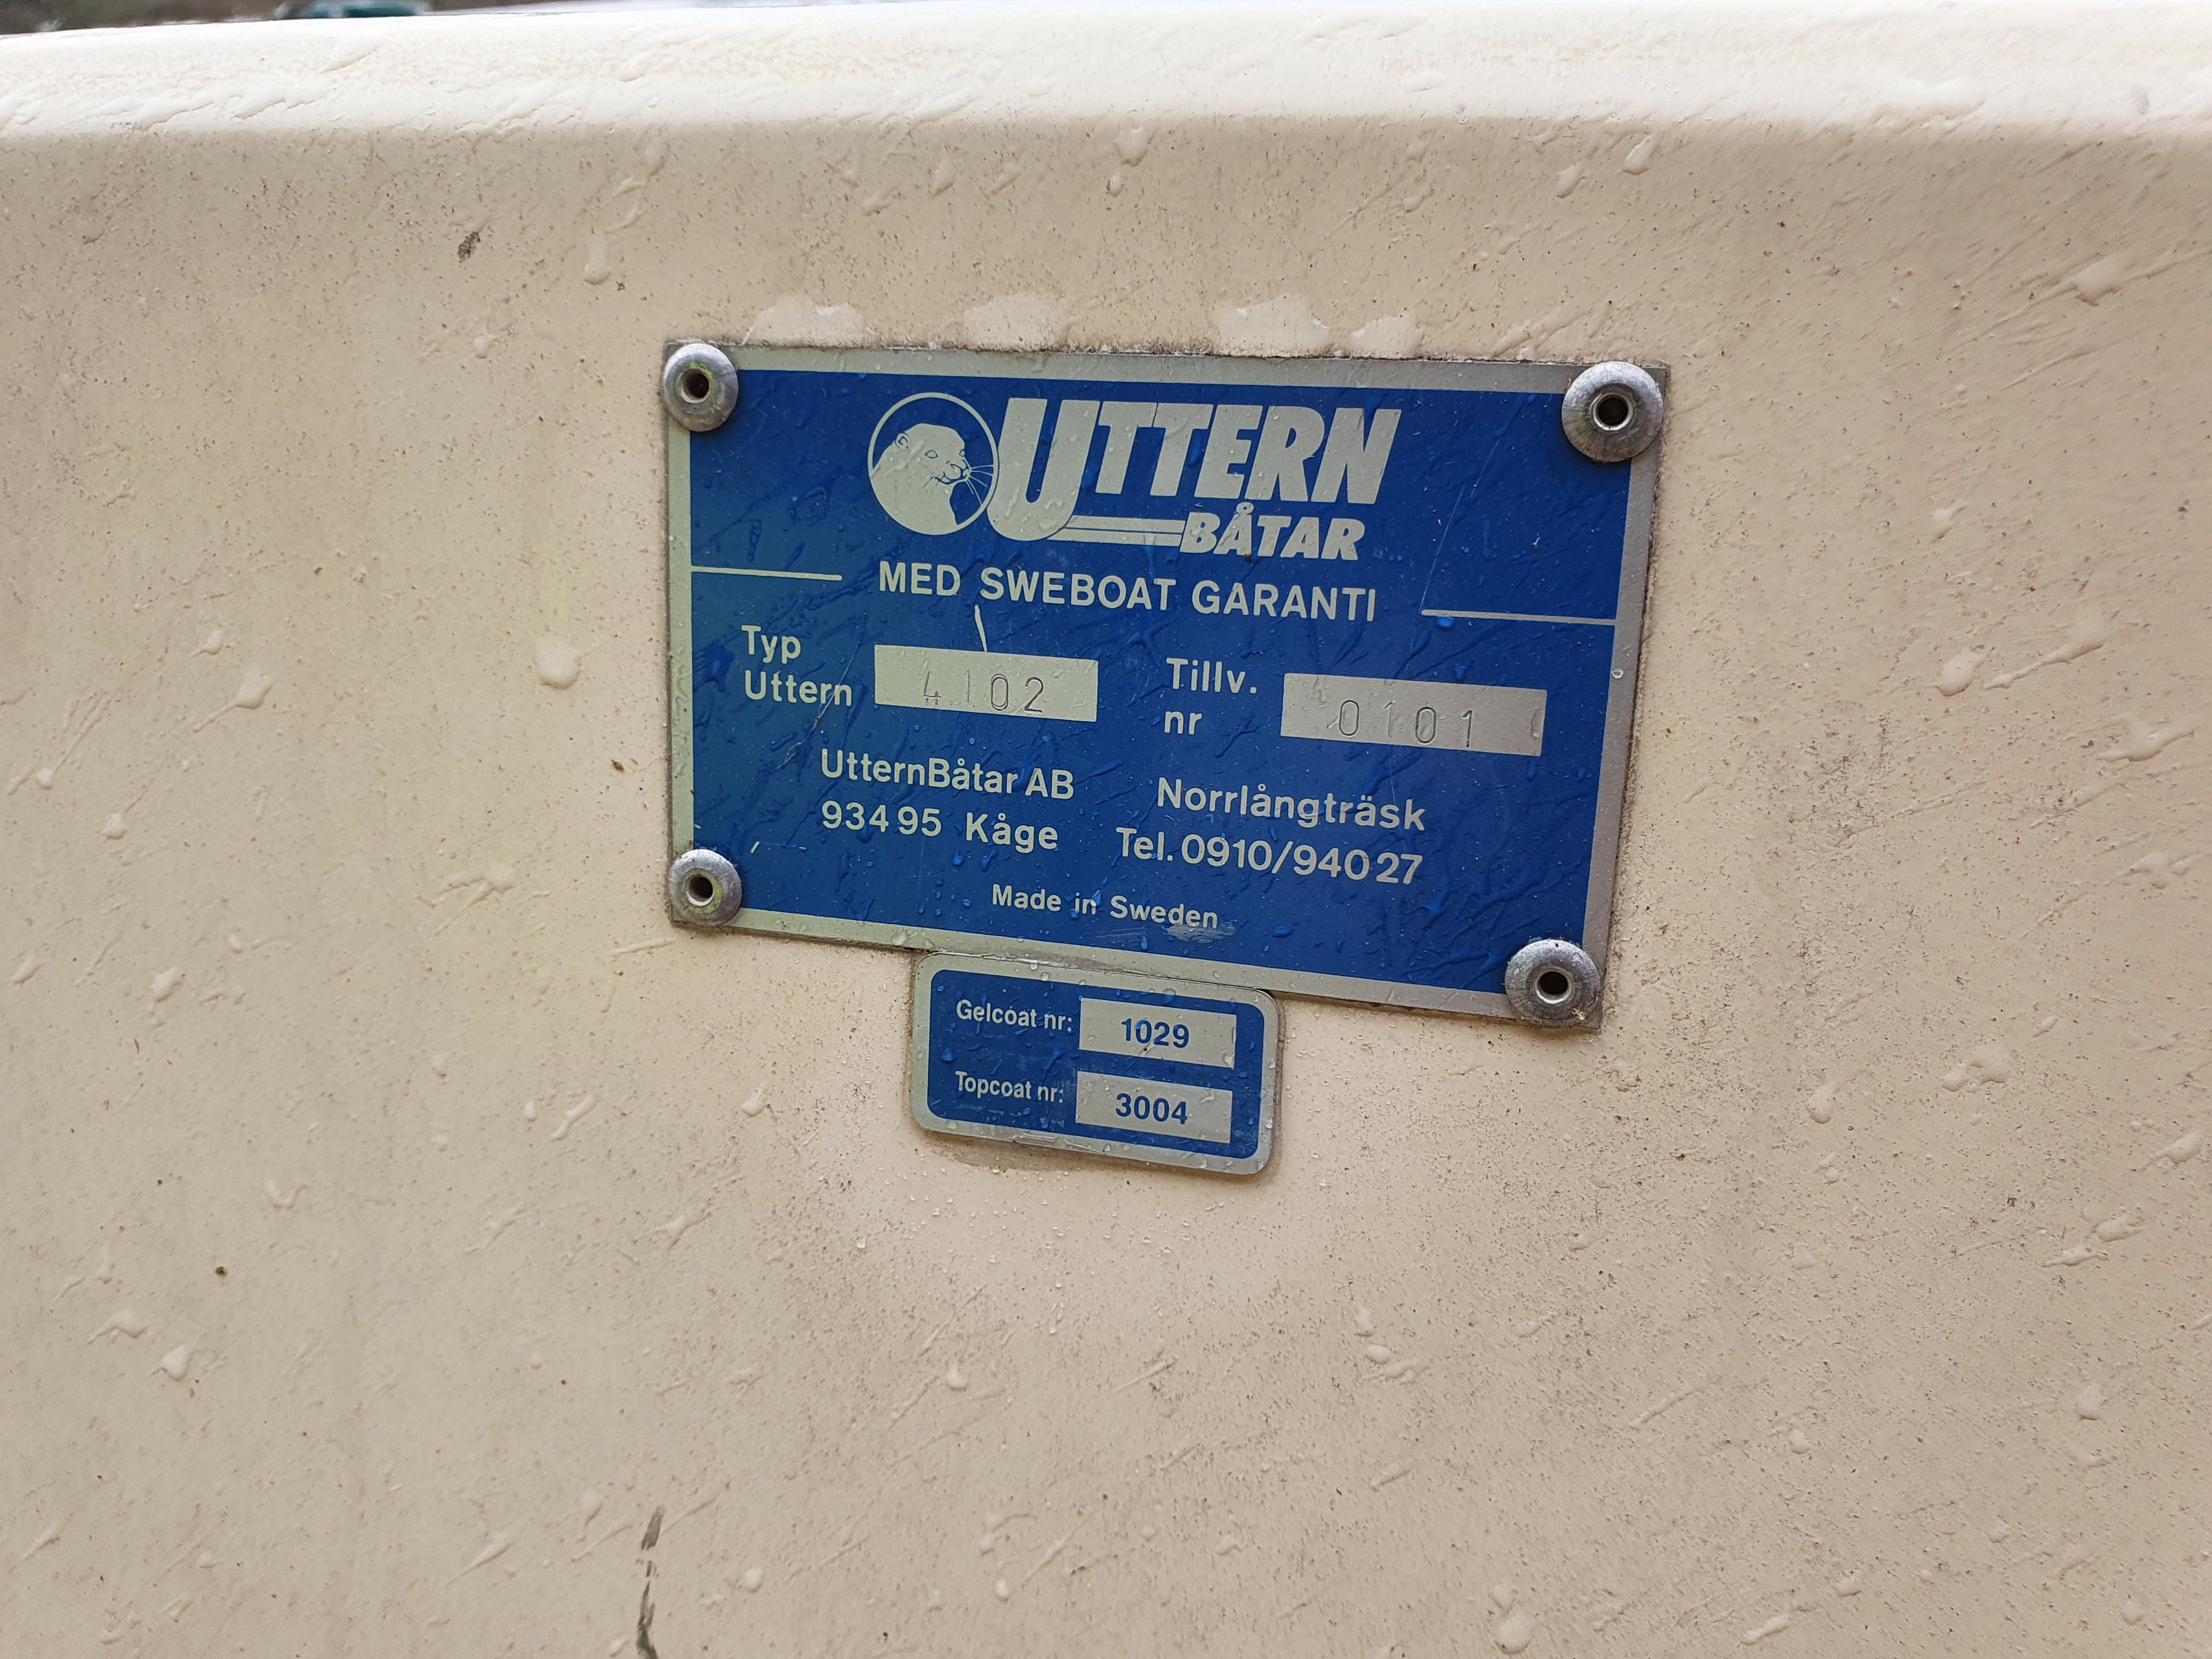 UTTERN
BÅTAR
MED SWEBOAT GARANTI
Typ
Uttern 4102
Tillv.
nr 0101
UtternBåtar AB Norrlångträsk
93495 Kåge Tel. 0910/94027
Made in Sweden
Gelcoat nr: 1029
Topcoat nr: 3004